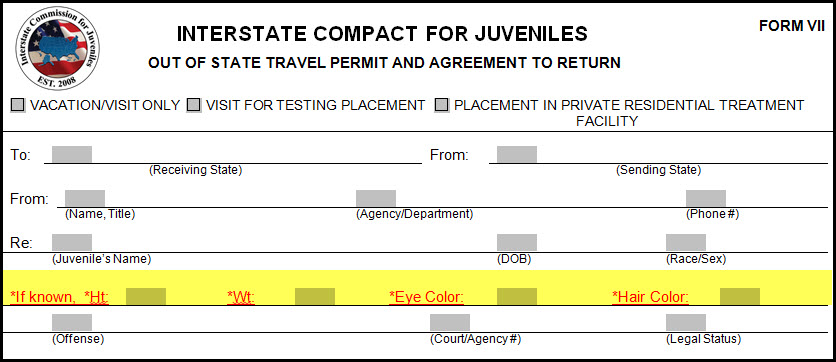 Interstate Commission for Juveniles
EST. 2008
FORM VII
INTERSTATE COMPACT FOR JUVENILES
OUT OF STATE TRAVEL PERMIT AND AGREEMENT TO RETURN
VACATION/VISIT ONLY VISIT FOR TESTING PLACEMENT PLACEMENT IN PRIVATE RESIDENTIAL TREATMENT
FACILITY
To: From:
(Receiving State) (Sending State)
From:
(Name, Title) (Agency/Department) (Phone #)
Re:
(Juvenile's Name) (DOB) (Race/Sex)
*If known, *Ht: *Wt: *Eye Color: *Hair Color:
(Offense) (Court/Agency #) (Legal Status)